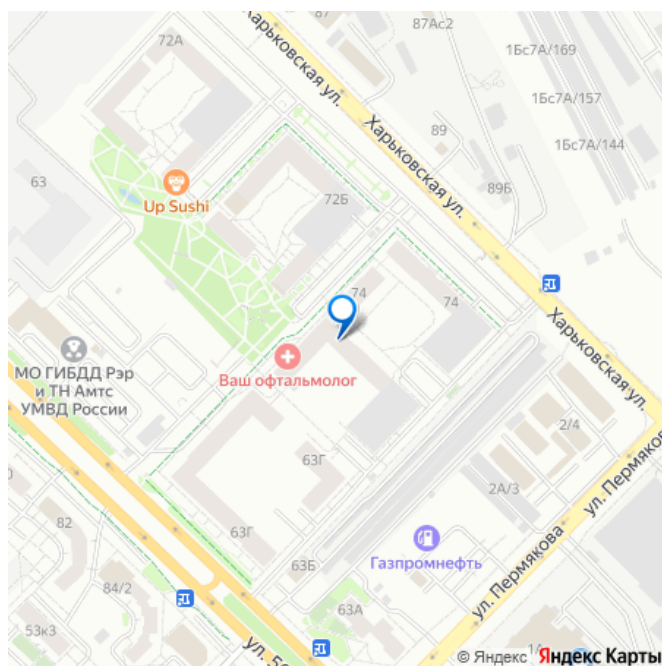 87
87Ас2
72А
Харьковская ул.
1Бс7А/169
1Бс7А/157
Харьковская ул.
89
1Бс7А/144
63
89Б
Up Sushi
72Б
74
74
Харьковская ул.
МО ГИБДД Рэр
и ТН Амтс
УМВД России
Ваш офтальмолог
2/4
63Г
ул. Пермякова
2А/3
82
63Г
Газпромнефть
ул. Пермякова
63Б
84/2
63А
53к3
ул. 50
© Яндекс Яндекс Карты